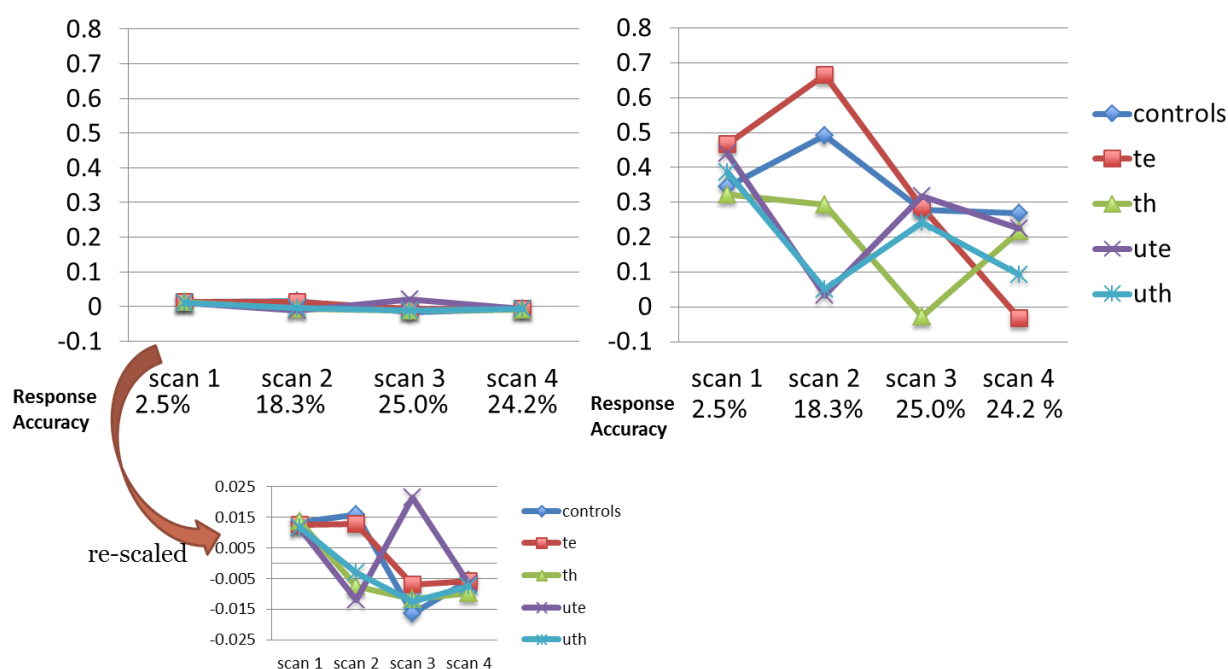 0.8
0.7
0.6
0.5
0.4
0.3
0.2
0.1
0
-0.1
scan 1 scan 2 scan 3 scan 4
Response Accuracy 2.5% 18.3% 25.0% 24.2%
0.8
0.7
0.6
0.5
0.4
0.3
0.2
0.1
0
-0.1
scan 1 scan 2 scan 3 scan 4
Response Accuracy 2.5% 18.3% 25.0% 24.2 %
controls
te
th
ute
uth
re-scaled
0.025
0.015
0.005
-0.005
-0.015
-0.025
scan 1 scan 2 scan 3 scan 4
controls
te
th
ute
uth